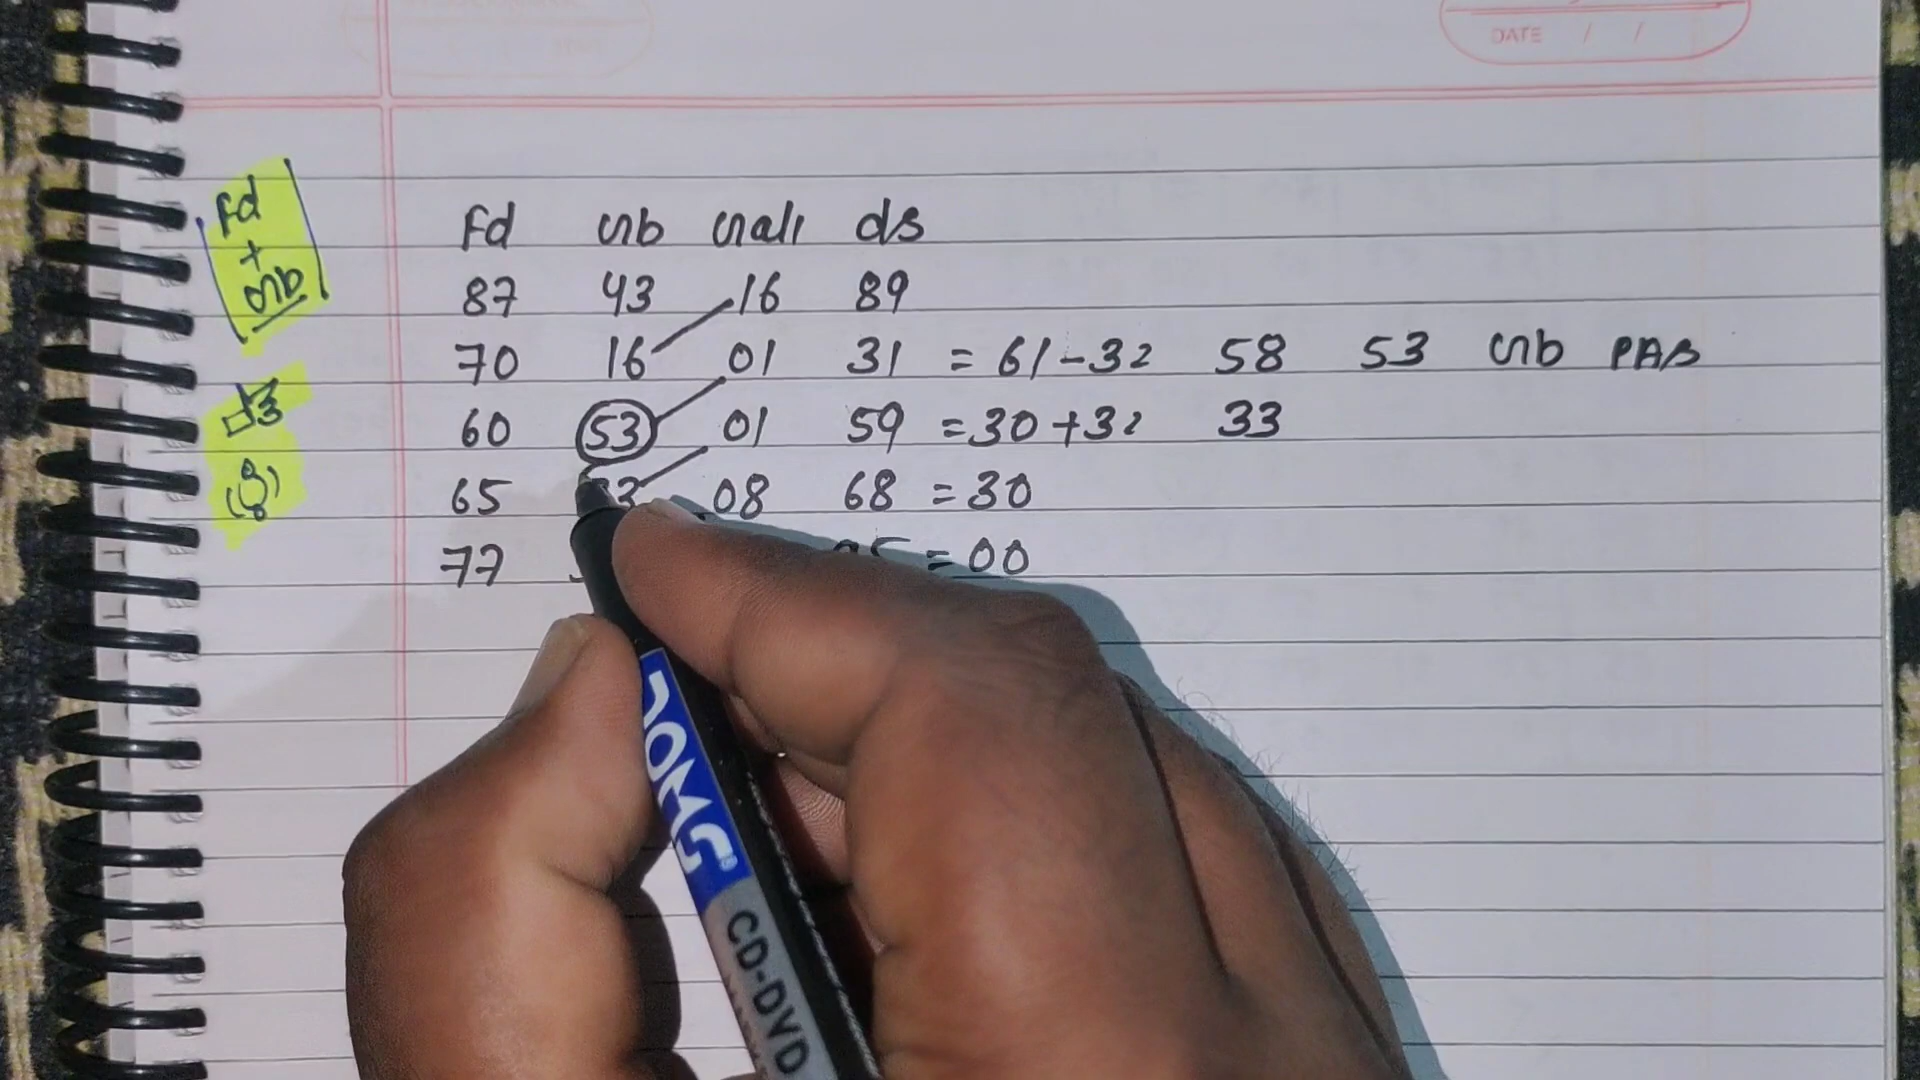 DATE / /
Fd
+
GB
Fd GB Gali ds
87 43 16 89
70 16 01 31 = 61-32 58 53 GB PAB
60 53 01 59 =30+32 33
65 08 68 =30
77 =00
DOMS
CD-DVD